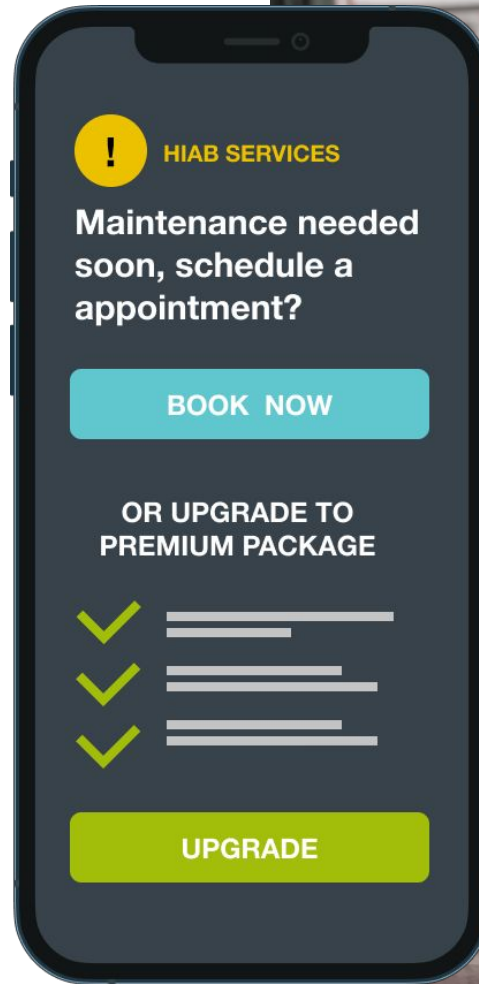 !
HIAB SERVICES
Maintenance needed
soon, schedule a
appointment?
BOOK NOW
OR UPGRADE TO
PREMIUM PACKAGE
UPGRADE